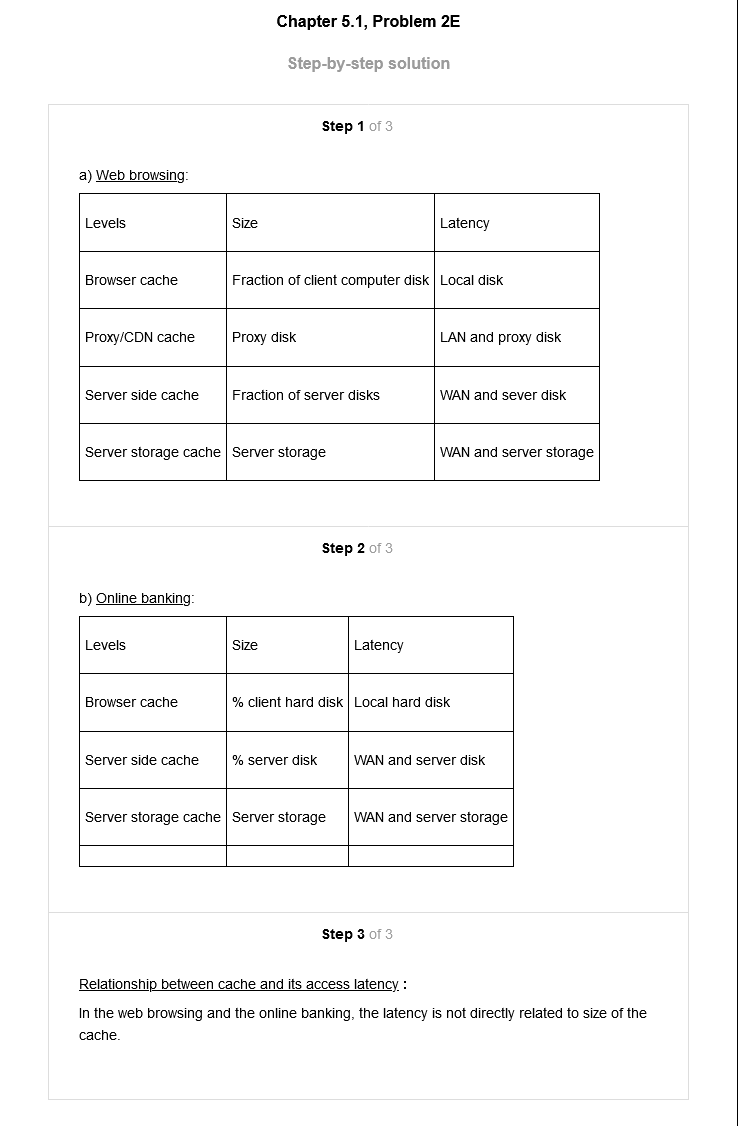 Chapter 5.1, Problem 2E
Step-by-step solution
Step 1 of 3
a) Web browsing:
Levels Size Latency
Browser cache Fraction of client computer disk Local disk
Proxy/CDN cache Proxy disk LAN and proxy disk
Server side cache Fraction of server disks WAN and sever disk
Server storage cache Server storage WAN and server storage
Step 2 of 3
b) Online banking:
Levels Size Latency
Browser cache % client hard disk Local hard disk
Server side cache % server disk WAN and server disk
Server storage cache Server storage WAN and server storage
Step 3 of 3
Relationship between cache and its access latency :
In the web browsing and the online banking, the latency is not directly related to size of the
cache.